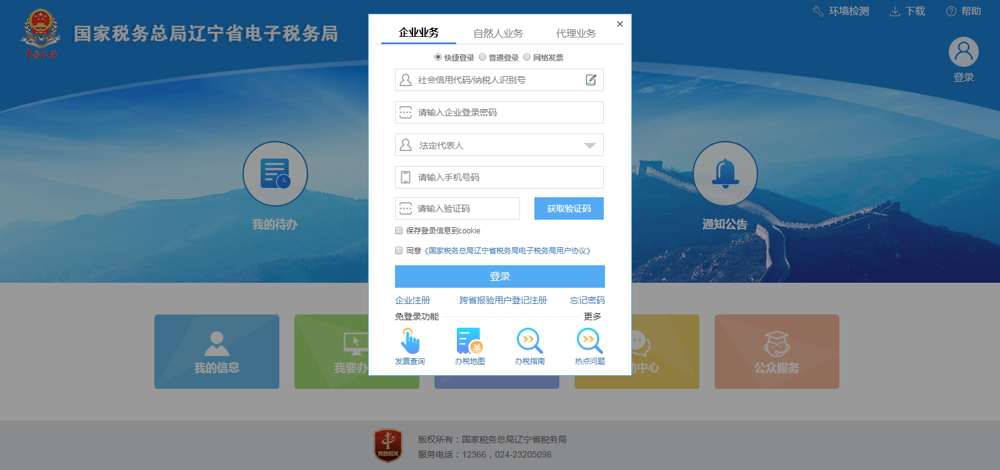 国家税务总局辽宁省电子税务局
环境检测
下载
帮助
登录
企业业务
自然人业务
代理业务
×
快捷登录
普通登录
网络发票
社会信用代码/纳税人识别号
请输入企业登录密码
法定代表人
请输入手机号码
请输入验证码
获取验证码
保存登录信息到cookie
同意《国家税务总局辽宁省税务局电子税务局用户协议》
登录
企业注册
跨省报验用户登记注册
忘记密码
免登录功能
更多
发票查询
办税地图
办税指南
热点问题
我的待办
通知公告
我的信息
我要办
中心
公众服务
党政机关
版权所有：国家税务总局辽宁省税务局
服务电话：12366，024-23205098